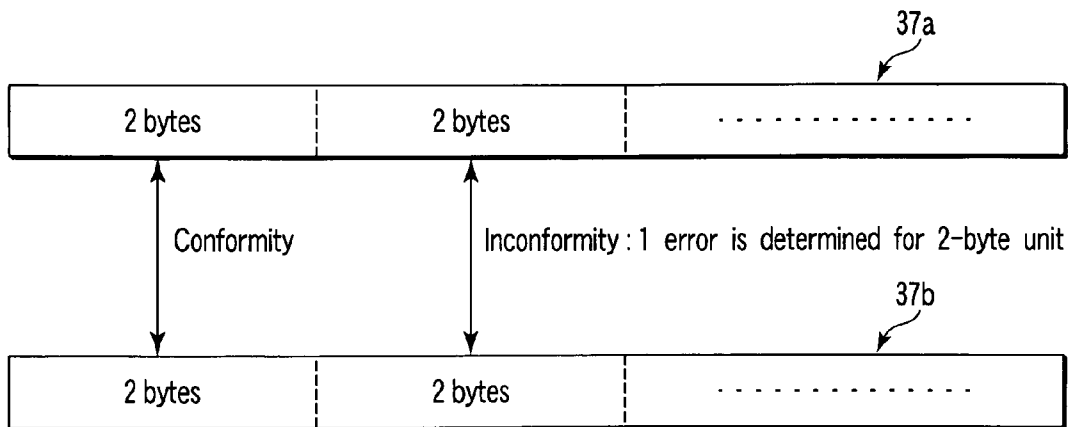 37a
2 bytes 2 bytes . . . . . . . . . . . . . .
Conformity Inconformity : 1 error is determined for 2-byte unit
37b
2 bytes 2 bytes . . . . . . . . . . . . . .